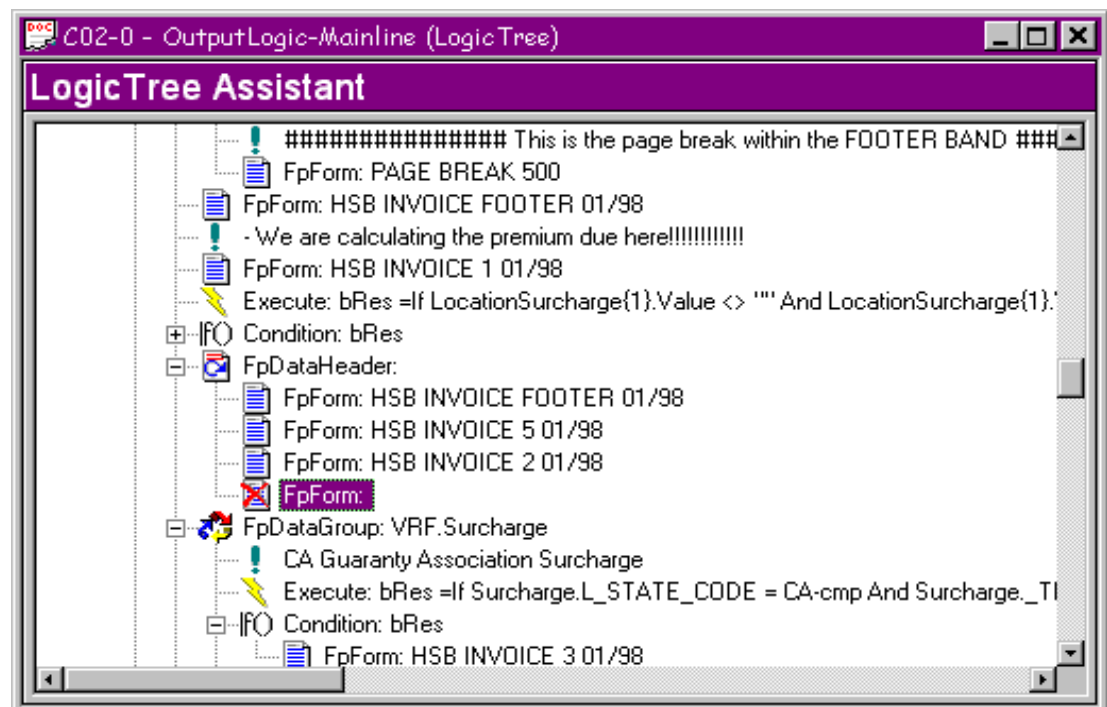 DOC
C02-0 - OutputLogic-Mainline (LogicTree)
LogicTree Assistant
############### This is the page break within the FOOTER BAND ###
FpForm: PAGE BREAK 500
FpForm: HSB INVOICE FOOTER 01/98
- We are calculating the premium due here!!!!!!!!!!!!
FpForm: HSB INVOICE 1 01/98
Execute: bRes =If LocationSurcharge{1}.Value <> "" And LocationSurcharge{1}.
If() Condition: bRes
FpDataHeader:
FpForm: HSB INVOICE FOOTER 01/98
FpForm: HSB INVOICE 5 01/98
FpForm: HSB INVOICE 2 01/98
FpForm:
FpDataGroup: VRF.Surcharge
CA Guaranty Association Surcharge
Execute: bRes =If Surcharge.L_STATE_CODE = CA-cmp And Surcharge._
If() Condition: bRes
FpForm: HSB INVOICE 3 01/98